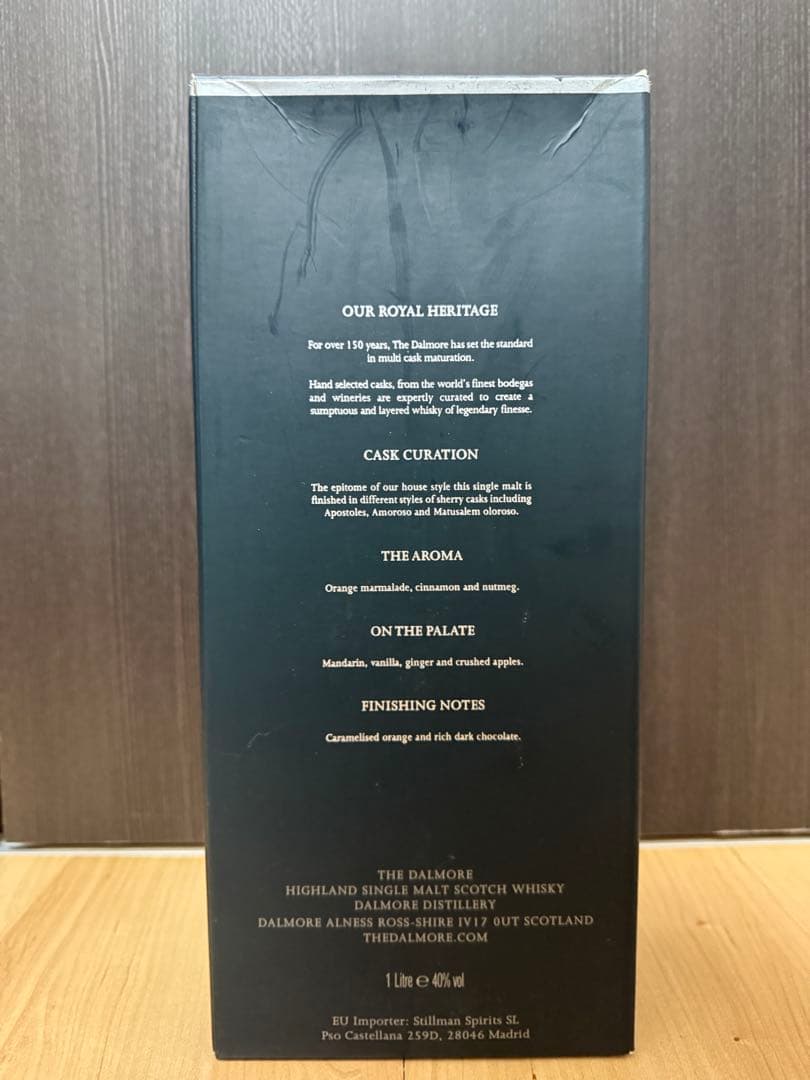 OUR ROYAL HERITAGE
For over 150 years, The Dalmore has set the standard
in multi cask maturation.
Hand selected casks, from the world's finest bodegas
and wineries are expertly curated to create a
sumptuous and layered whisky of legendary finesse.
CASK CURATION
The epitome of our house style this single malt is
finished in different styles of sherry casks including
Apostoles, Amoroso and Matusalem oloroso.
THE AROMA
Orange marmalade, cinnamon and nutmeg.
ON THE PALATE
Mandarin, vanilla, ginger and crushed apples.
FINISHING NOTES
Caramelised orange and rich dark chocolate.
THE DALMORE
HIGHLAND SINGLE MALT SCOTCH WHISKY
DALMORE DISTILLERY
DALMORE ALNESS ROSS-SHIRE IV17 0UT SCOTLAND
THEDALMORE.COM
1 Litre ℮ 40% vol
EU Importer: Stillman Spirits SL
Pso Castellana 259D, 28046 Madrid